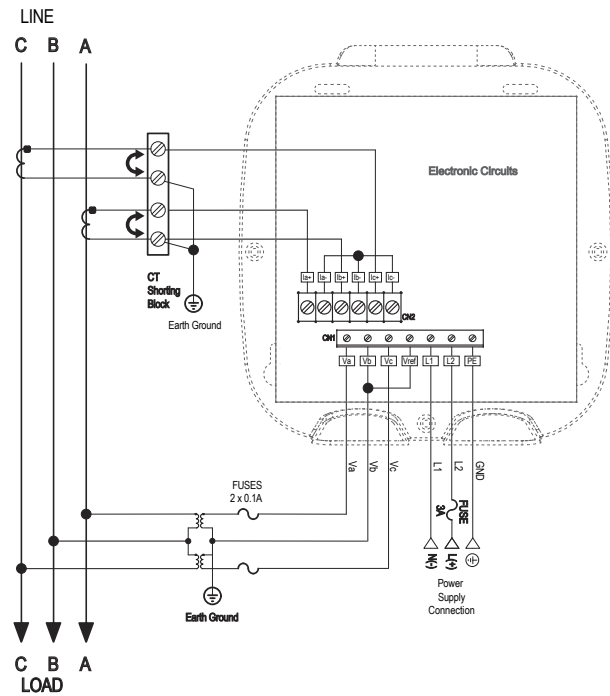 LINE
C B A
Electronic Circuits
CT
Shorting
Block
Earth Ground
Ia+ Ia- Ib+ Ib- Ic+ Ic-
CN2
CN1
Va Vb Vc Vref L1 L2 PE
Va Vb Vc L1 L2 GND
FUSES
2 x 0.1A
FUSE
3A
N(-) L(+)
Power
Supply
Connection
Earth Ground
C B A
LOAD